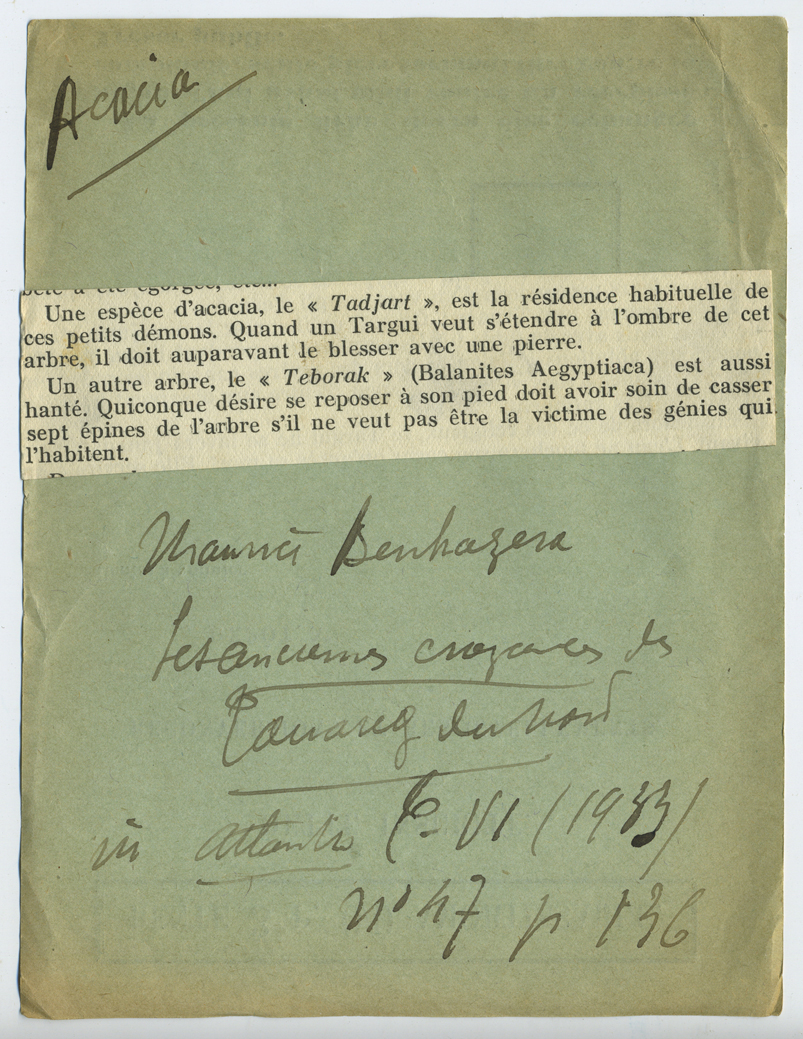 Acacia
Une espèce d'acacia, le « Tadjart », est la résidence habituelle de
ces petits démons. Quand un Targui veut s'étendre à l'ombre de cet
arbre, il doit auparavant le blesser avec une pierre.
Un autre arbre, le « Teborak » (Balanites Aegyptiaca) est aussi
hanté. Quiconque désire se reposer à son pied doit avoir soin de casser
sept épines de l'arbre s'il ne veut pas être la victime des génies qui
l'habitent.
Maurice Benhazera
Les anciennes croyances des
Touareg du Nord
in Atlantis T. VI (1933)
n° 47 p 136